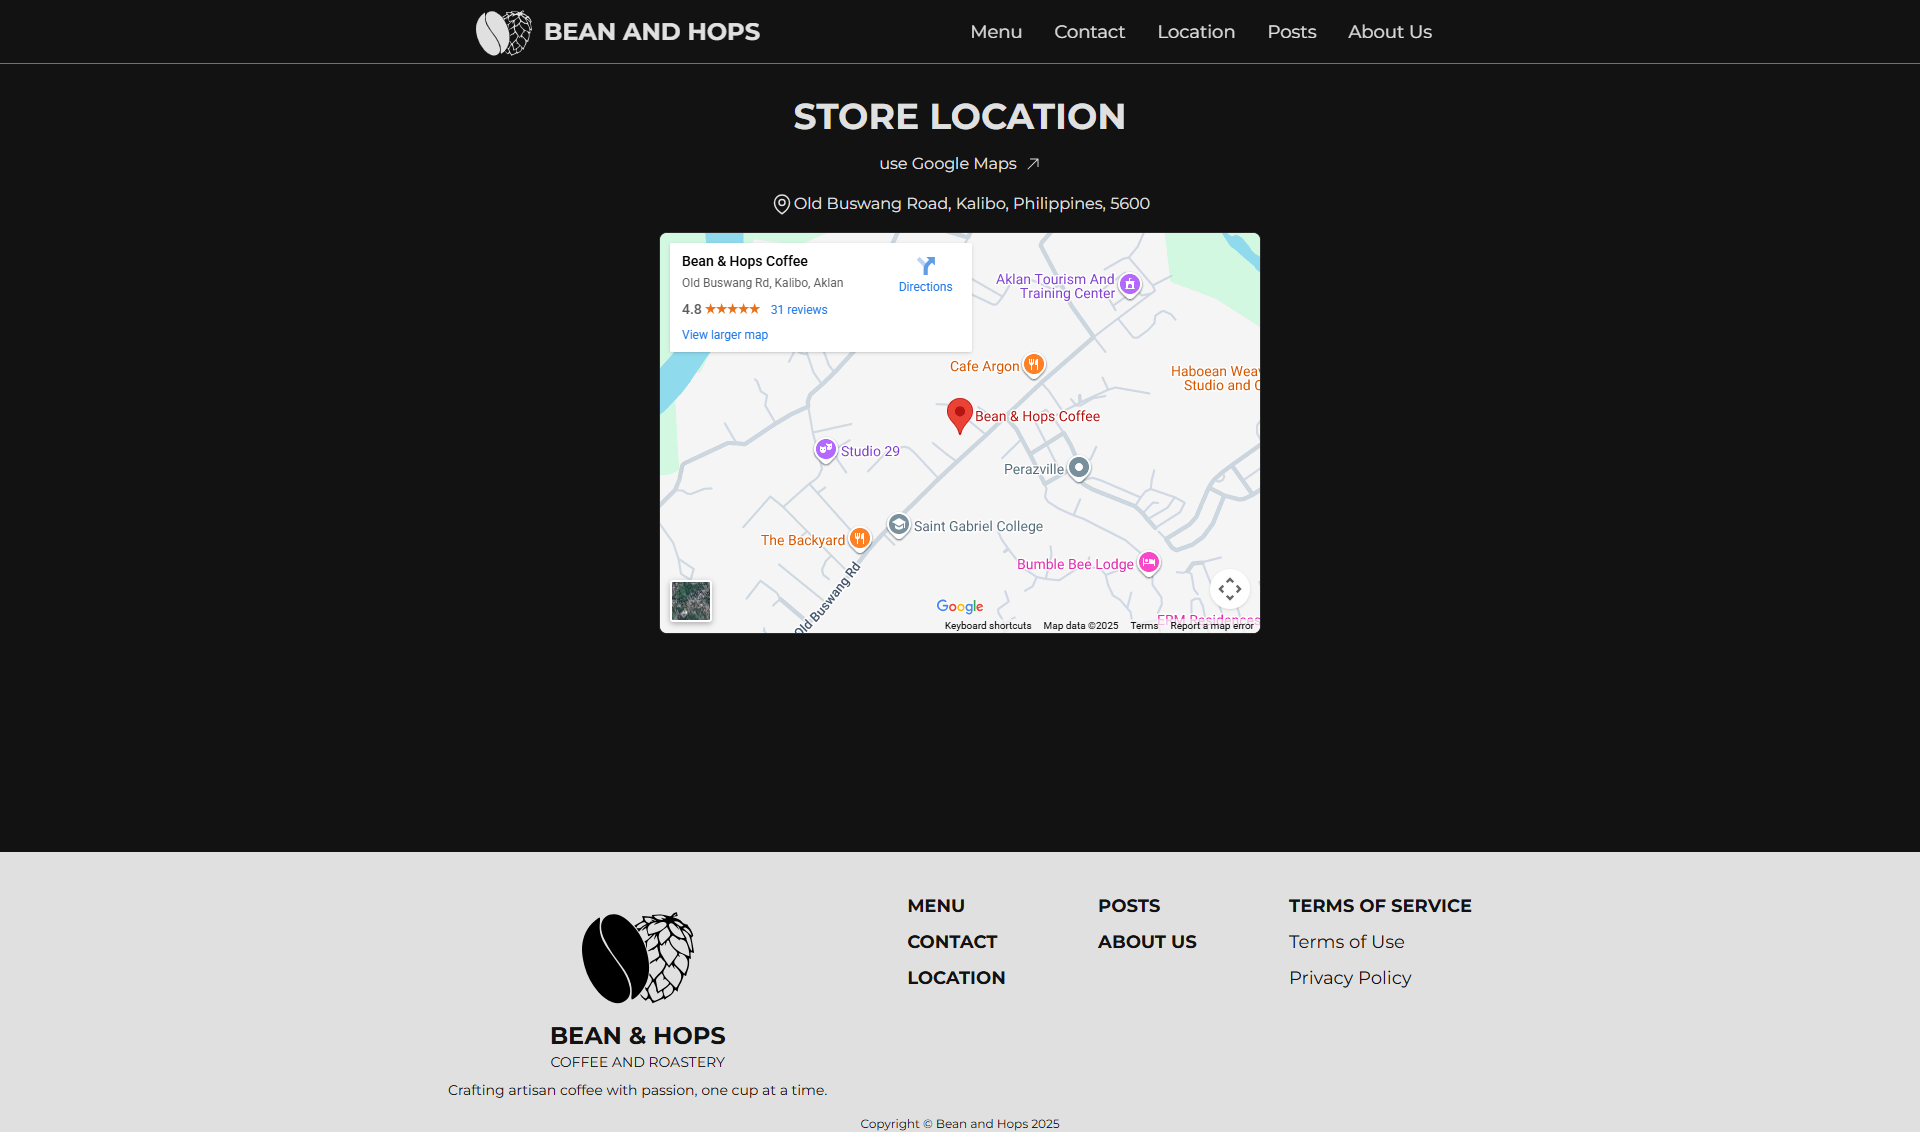 BEAN AND HOPS
Menu
Contact
Location
Posts
About Us
STORE LOCATION
use Google Maps
Old Buswang Road, Kalibo, Philippines, 5600
Bean & Hops Coffee
Old Buswang Rd, Kalibo, Aklan
4.8 ★★★★★ 31 reviews
View larger map
Directions
Aklan Tourism And
Training Center
Cafe Argon
Haboean Weav
Studio and
Bean & Hops Coffee
Studio 29
Perazville
Saint Gabriel College
The Backyard
Bumble Bee Lodge
Old Buswang Rd
Google
Keyboard shortcuts
Map data ©2025
Terms
Report a map error
MENU
CONTACT
LOCATION
POSTS
ABOUT US
TERMS OF SERVICE
Terms of Use
Privacy Policy
BEAN & HOPS
COFFEE AND ROASTERY
Crafting artisan coffee with passion, one cup at a time.
Copyright © Bean and Hops 2025